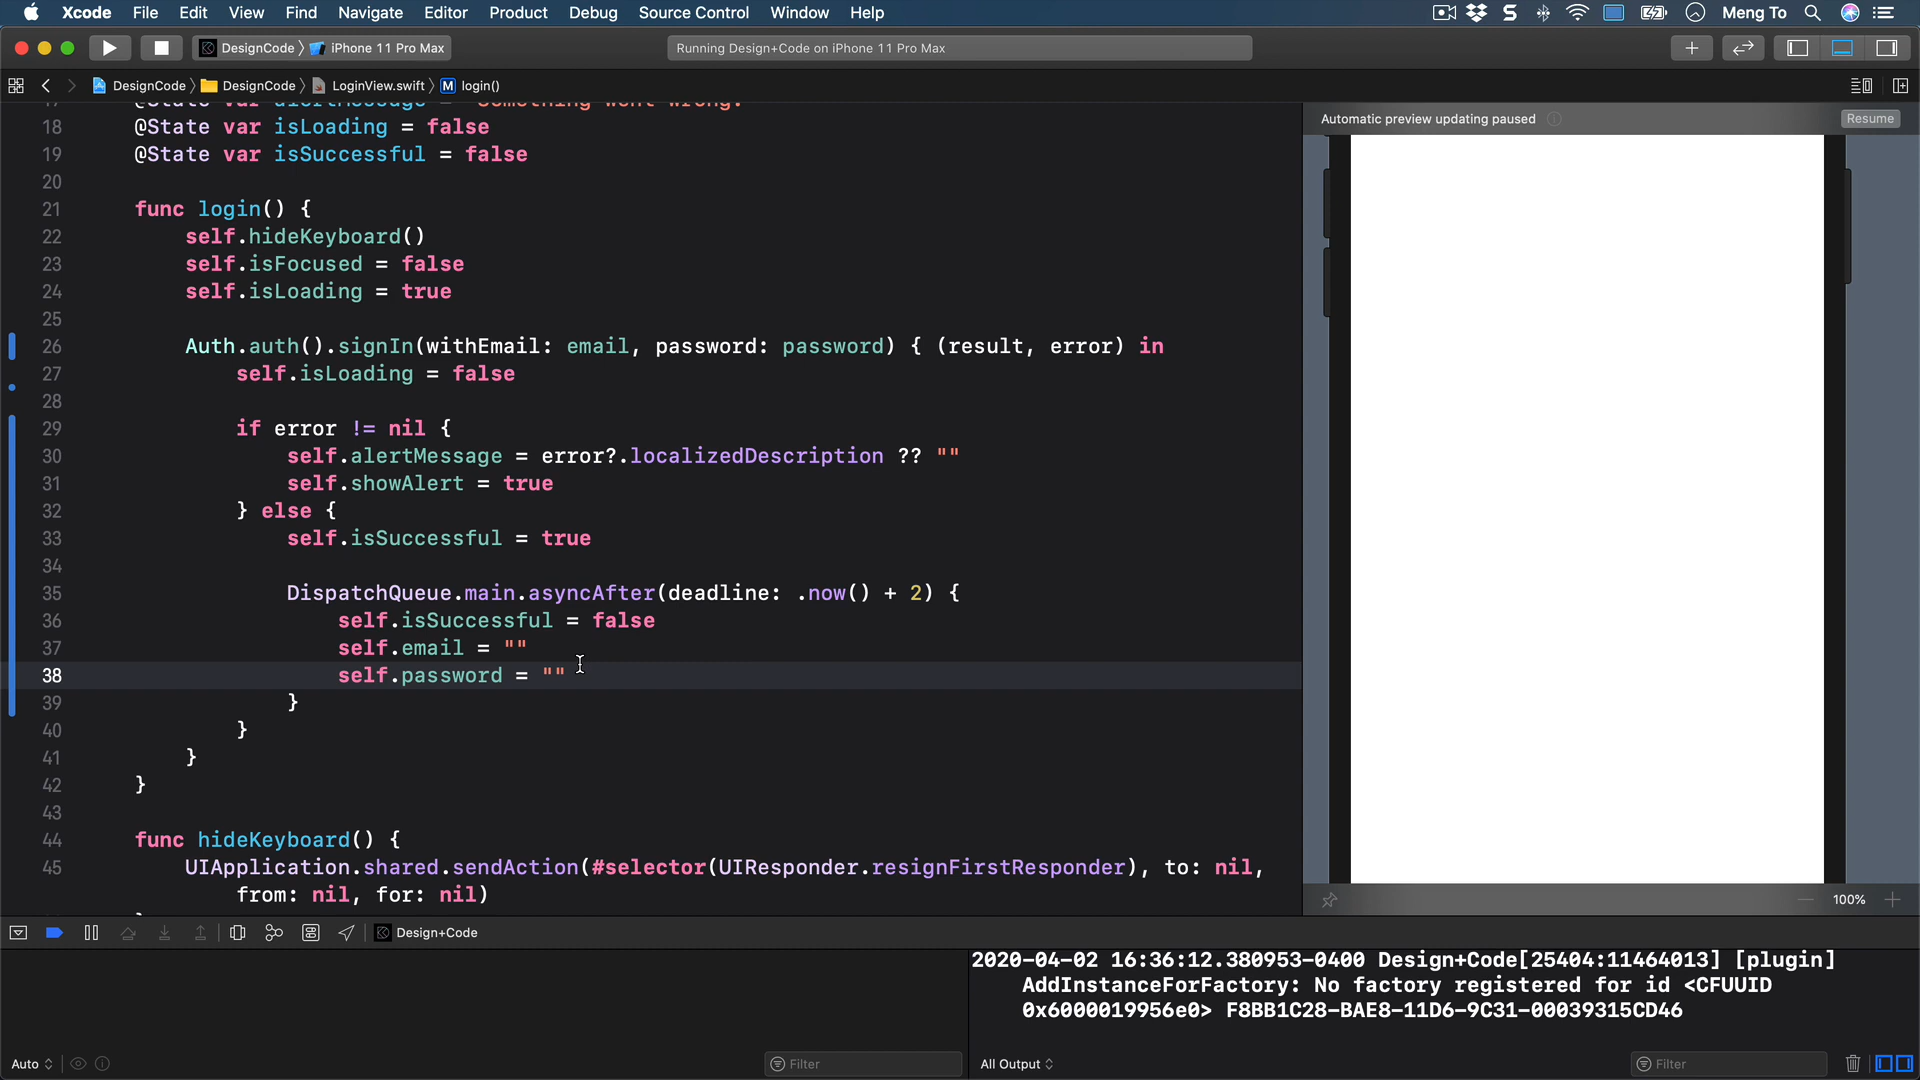 Xcode File Edit View Find Navigate Editor Product Debug Source Control Window Help Meng To
DesignCode iPhone 11 Pro Max Running Design+Code on iPhone 11 Pro Max
DesignCode DesignCode LoginView.swift M login()
17 @State var alertMessage = "Something went wrong."
18 @State var isLoading = false
19 @State var isSuccessful = false
20
21 func login() {
22 self.hideKeyboard()
23 self.isFocused = false
24 self.isLoading = true
25
26 Auth.auth().signIn(withEmail: email, password: password) { (result, error) in
27 self.isLoading = false
28
29 if error != nil {
30 self.alertMessage = error?.localizedDescription ?? ""
31 self.showAlert = true
32 } else {
33 self.isSuccessful = true
34
35 DispatchQueue.main.asyncAfter(deadline: .now() + 2) {
36 self.isSuccessful = false
37 self.email = ""
38 self.password = ""
39 }
40 }
41 }
42 }
43
44 func hideKeyboard() {
45 UIApplication.shared.sendAction(#selector(UIResponder.resignFirstResponder), to: nil,
from: nil, for: nil)
Automatic preview updating paused Resume
100%
Design+Code
2020-04-02 16:36:12.380953-0400 Design+Code[25404:11464013] [plugin]
AddInstanceForFactory: No factory registered for id <CFUUID
0x6000019956e0> F8BB1C28-BAE8-11D6-9C31-00039315CD46
Auto Filter All Output Filter